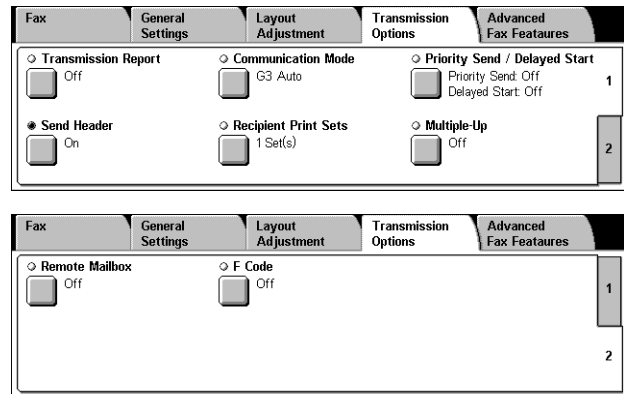 Fax General Layout Transmission Advanced
Settings Adjustment Options Fax Feataures
Transmission Report Communication Mode Priority Send / Delayed Start
Off G3 Auto Priority Send: Off
Delayed Start: Off
1
Send Header Recipient Print Sets Multiple-Up
On 1 Set(s) Off
2
Fax General Layout Transmission Advanced
Settings Adjustment Options Fax Feataures
Remote Mailbox F Code
Off Off
1
2